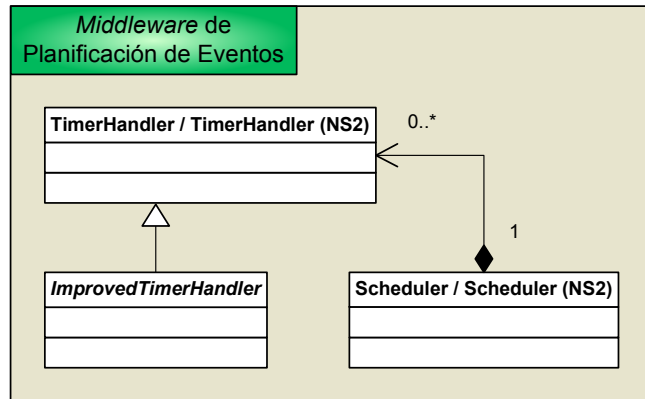 Middleware de
Planificación de Eventos
TimerHandler / TimerHandler (NS2)
0..*
1
ImprovedTimerHandler
Scheduler / Scheduler (NS2)